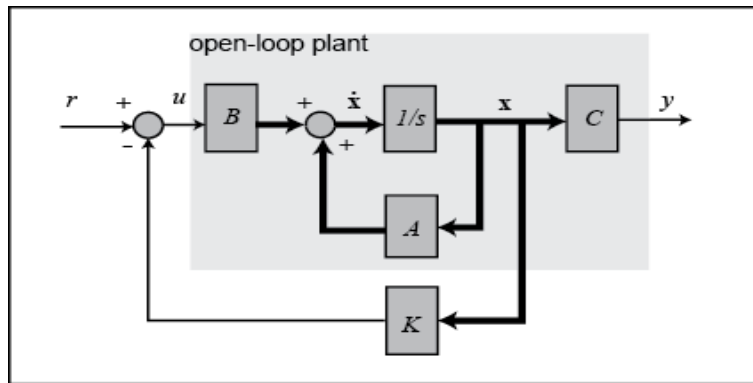 open-loop plant
r + u B + ẋ 1/s x C y
− +
A
K